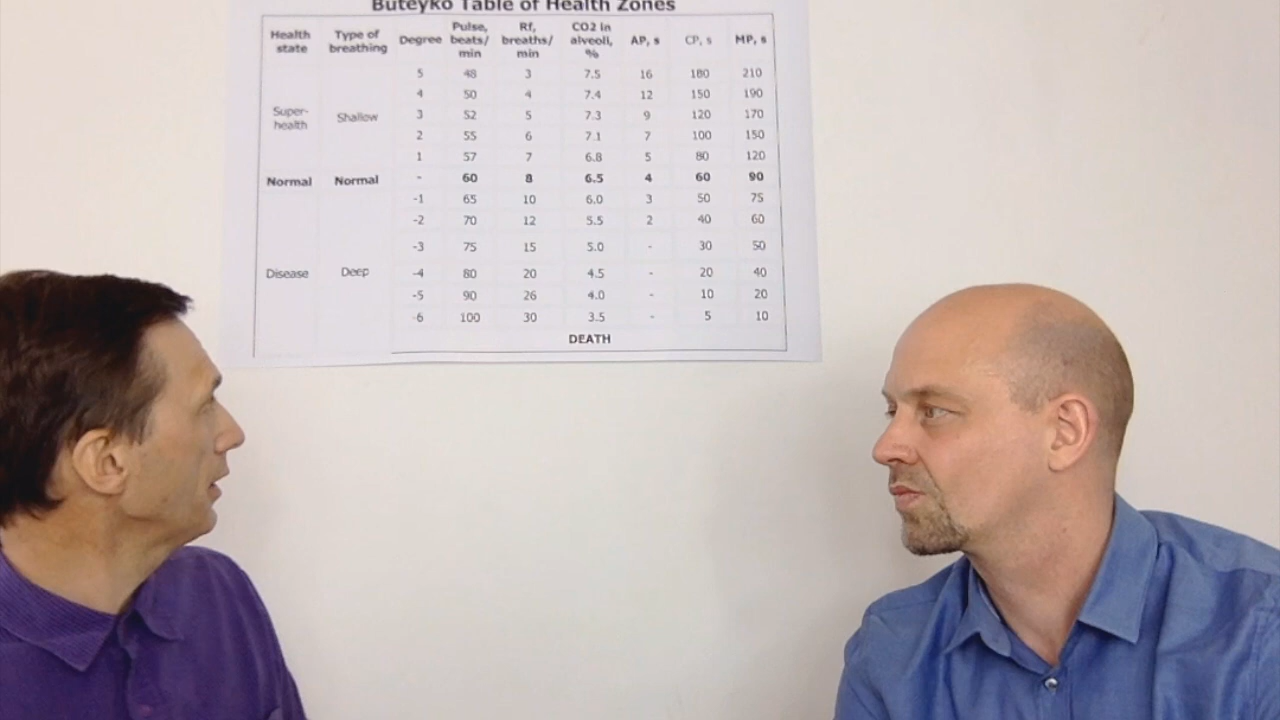 Buteyko Table of Health Zones
Health state Type of breathing Degree Pulse, beats/ min Rf, breaths/ min CO2 in alveoli, % AP, s CP, s MP, s
5 48 3 7.5 16 180 210
4 50 4 7.4 12 150 190
Super- health Shallow 3 52 5 7.3 9 120 170
2 55 6 7.1 7 100 150
1 57 7 6.8 5 80 120
Normal Normal - 60 8 6.5 4 60 90
-1 65 10 6.0 3 50 75
-2 70 12 5.5 2 40 60
-3 75 15 5.0 - 30 50
Disease Deep -4 80 20 4.5 - 20 40
-5 90 26 4.0 - 10 20
-6 100 30 3.5 - 5 10
DEATH